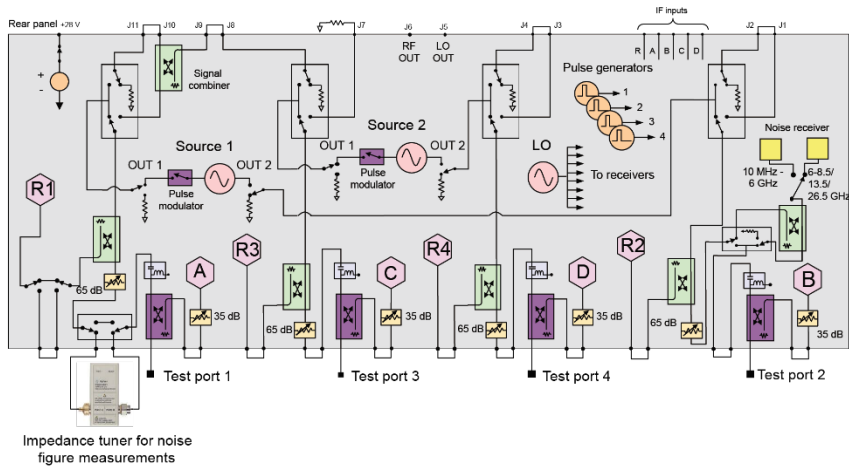 Rear panel +28 V
J11 J10 J9 J8 J7 J6 J5 J4 J3 J2 J1
RF OUT
LO OUT
IF inputs
R A B C D
+
-
Signal combiner
Pulse generators
1
2
3
4
Source 1
OUT 1
Pulse modulator
OUT 2
Source 2
OUT 1
Pulse modulator
OUT 2
LO
To receivers
Noise receiver
10 MHz - 6 GHz
6-8.5/
13.5/
26.5 GHz
R1
65 dB
A
35 dB
R3
65 dB
C
35 dB
R4
65 dB
D
35 dB
R2
65 dB
B
35 dB
Test port 1
Test port 3
Test port 4
Test port 2
Impedance tuner for noise
figure measurements